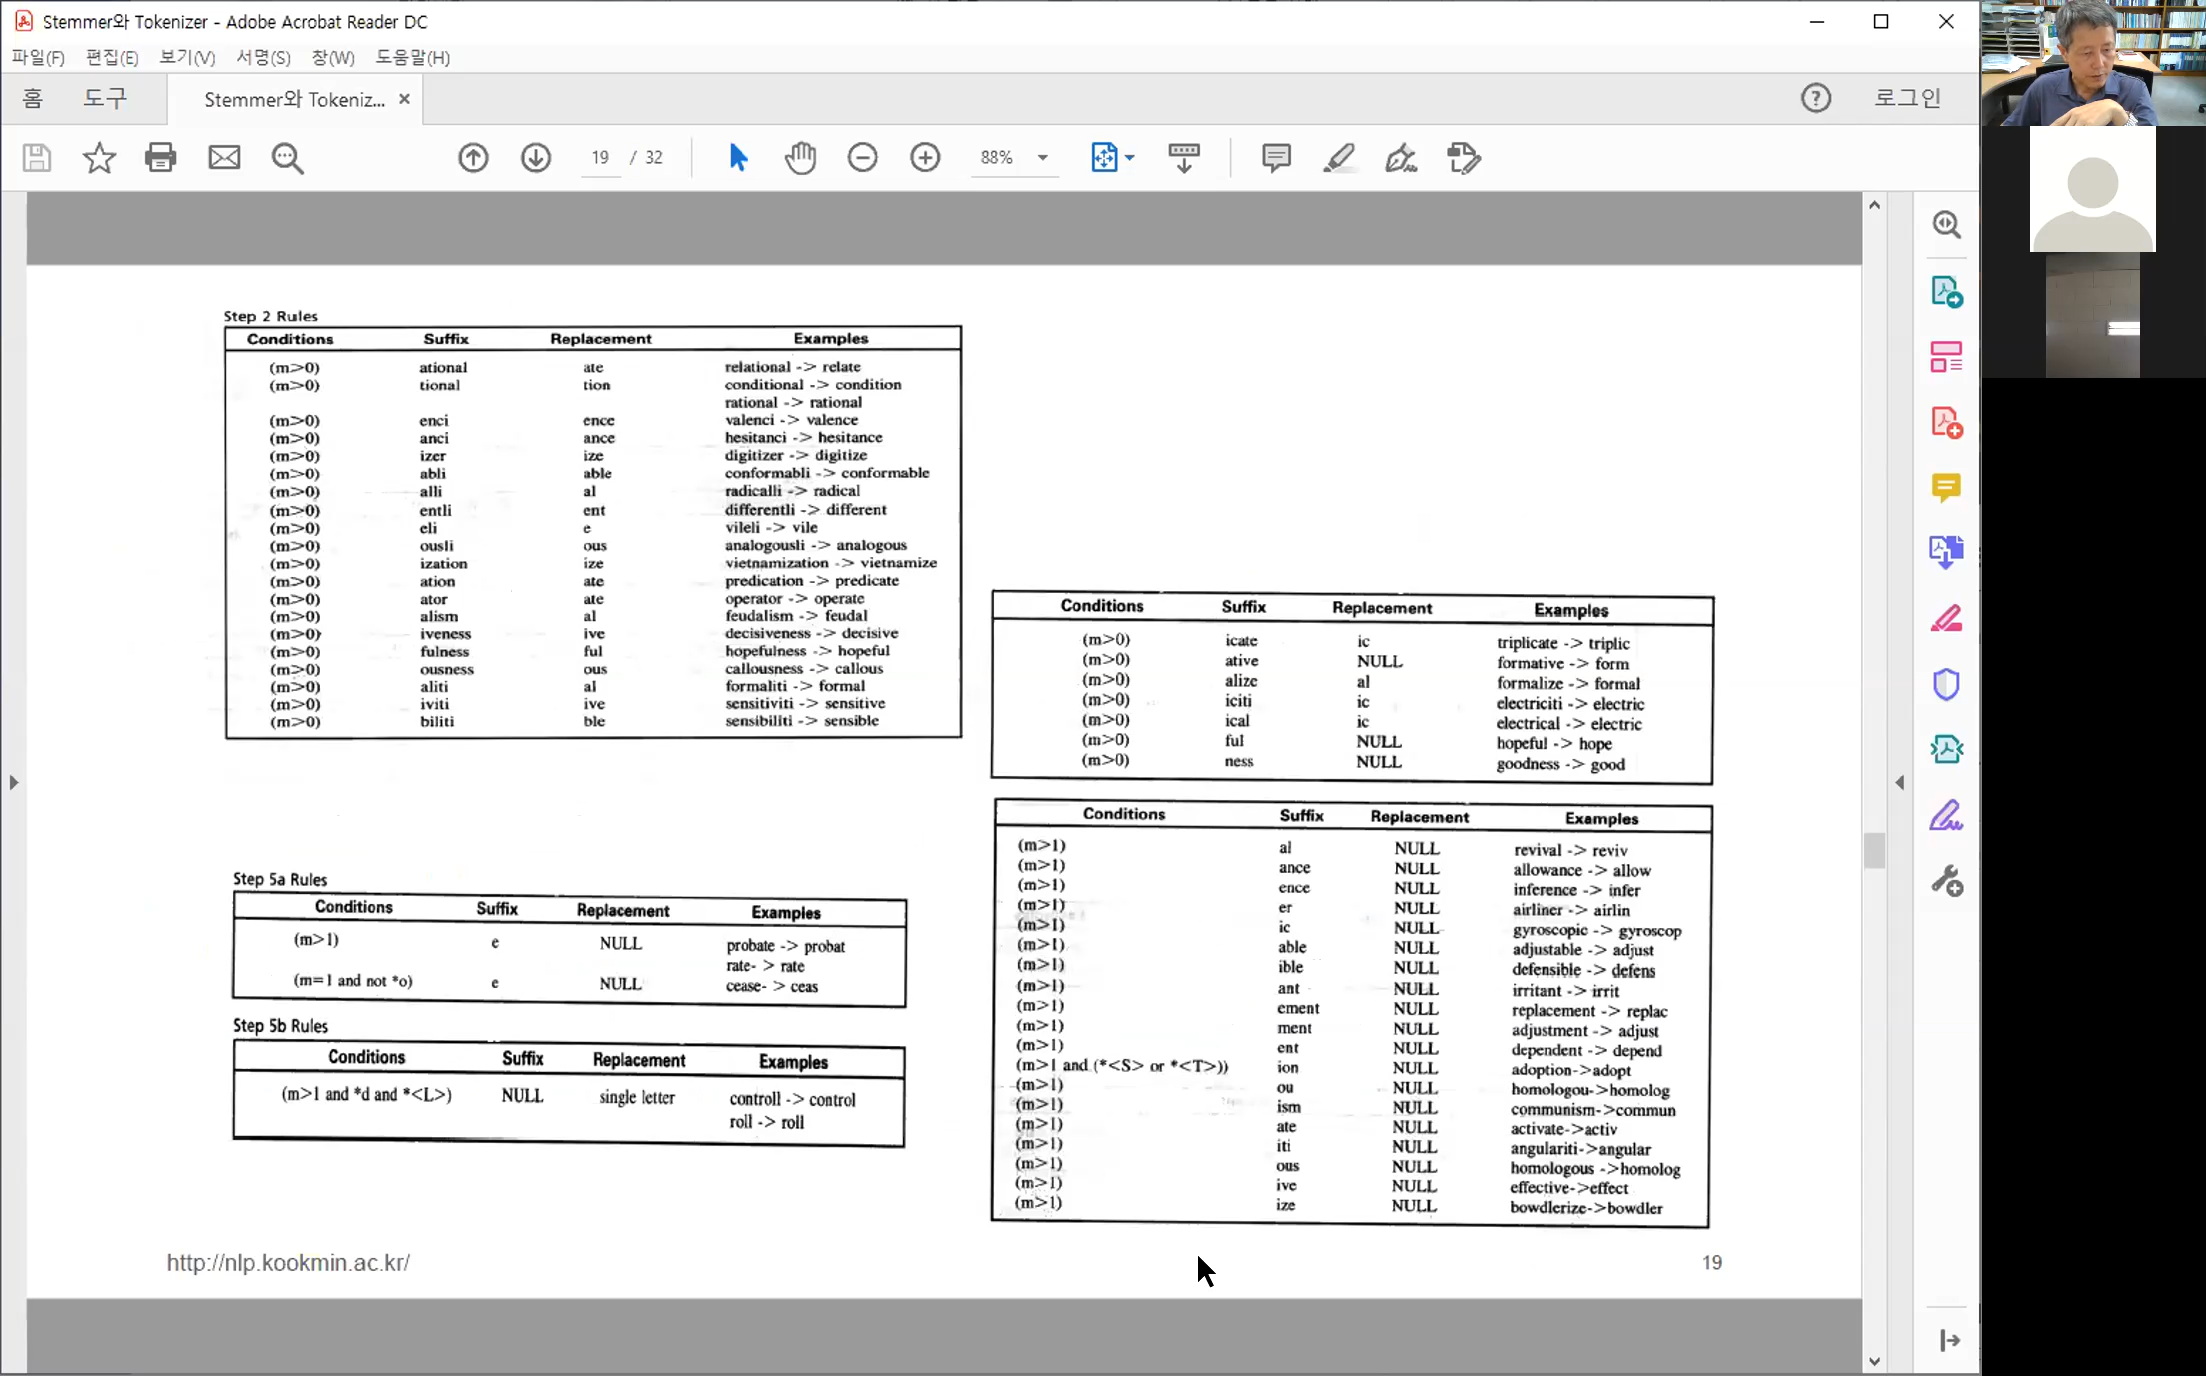 Stemmer와 Tokenizer - Adobe Acrobat Reader DC
파일(F) 편집(E) 보기(V) 서명(S) 창(W) 도움말(H)
홈 도구 Stemmer와 Tokeniz... 로그인
19 / 32 88%
Step 2 Rules
Conditions Suffix Replacement Examples
(m>0) ational ate relational -> relate
(m>0) tional tion conditional -> condition
rational -> rational
(m>0) enci ence valenci -> valence
(m>0) anci ance hesitanci -> hesitance
(m>0) izer ize digitizer -> digitize
(m>0) abli able conformabli -> conformable
(m>0) alli al radicalli -> radical
(m>0) entli ent differentli -> different
(m>0) eli e vileli -> vile
(m>0) ousli ous analogousli -> analogous
(m>0) ization ize vietnamization -> vietnamize
(m>0) ation ate predication -> predicate
(m>0) ator ate operator -> operate
(m>0) alism al feudalism -> feudal
(m>0) iveness ive decisiveness -> decisive
(m>0) fulness ful hopefulness -> hopeful
(m>0) ousness ous callousness -> callous
(m>0) aliti al formaliti -> formal
(m>0) iviti ive sensitiviti -> sensitive
(m>0) biliti ble sensibiliti -> sensible
Conditions Suffix Replacement Examples
(m>0) icate ic triplicate -> triplic
(m>0) ative NULL formative -> form
(m>0) alize al formalize -> formal
(m>0) iciti ic electriciti -> electric
(m>0) ical ic electrical -> electric
(m>0) ful NULL hopeful -> hope
(m>0) ness NULL goodness -> good
Step 5a Rules
Conditions Suffix Replacement Examples
(m>1) e NULL probate -> probat
rate- > rate
(m=1 and not *o) e NULL cease- > ceas
Step 5b Rules
Conditions Suffix Replacement Examples
(m>1 and *d and *<L>) NULL single letter controll -> control
roll -> roll
Conditions Suffix Replacement Examples
(m>1) al NULL revival -> reviv
(m>1) ance NULL allowance -> allow
(m>1) ence NULL inference -> infer
(m>1) er NULL airliner -> airlin
(m>1) ic NULL gyroscopic -> gyroscop
(m>1) able NULL adjustable -> adjust
(m>1) ible NULL defensible -> defens
(m>1) ant NULL irritant -> irrit
(m>1) ement NULL replacement -> replac
(m>1) ment NULL adjustment -> adjust
(m>1) ent NULL dependent -> depend
(m>1 and (*<S> or *<T>)) ion NULL adoption->adopt
(m>1) ou NULL homologou->homolog
(m>1) ism NULL communism->commun
(m>1) ate NULL activate->activ
(m>1) iti NULL angulariti->angular
(m>1) ous NULL homologous ->homolog
(m>1) ive NULL effective->effect
(m>1) ize NULL bowdlerize->bowdler
http://nlp.kookmin.ac.kr/ 19